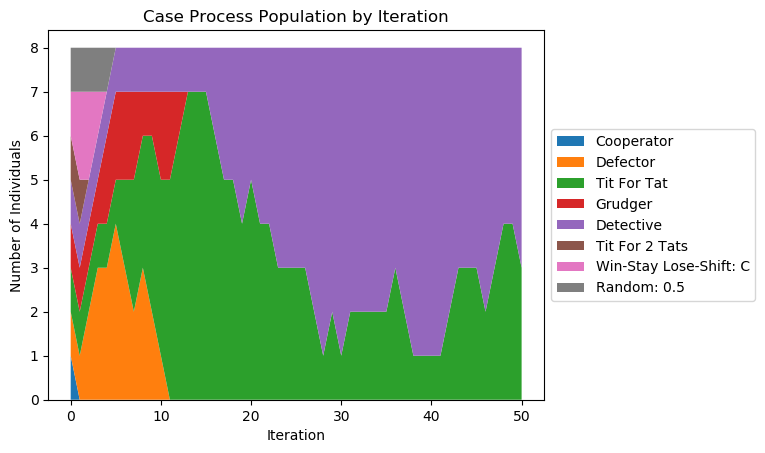 Case Process Population by Iteration
Number of Individuals
8
7
6
5
4
3
2
1
0
0 10 20 30 40 50
Iteration
Cooperator
Defector
Tit For Tat
Grudger
Detective
Tit For 2 Tats
Win-Stay Lose-Shift: C
Random: 0.5